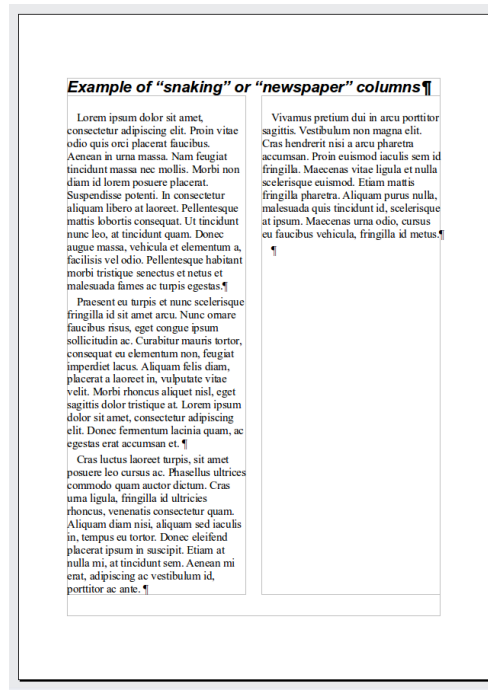 Example of “snaking” or “newspaper” columns¶
Lorem ipsum dolor sit amet,
consectetur adipiscing elit. Proin vitae
odio quis orci placerat faucibus.
Aenean in urna massa. Nam feugiat
tincidunt massa nec mollis. Morbi non
diam id lorem posuere placerat.
Suspendisse potenti. In consectetur
aliquam libero at laoreet. Pellentesque
mattis lobortis consequat. Ut tincidunt
nunc leo, at tincidunt quam. Donec
augue massa, vehicula et elementum a,
facilisis vel odio. Pellentesque habitant
morbi tristique senectus et netus et
malesuada fames ac turpis egestas.¶
Praesent eu turpis et nunc scelerisque
fringilla id sit amet arcu. Nunc ornare
faucibus risus, eget congue ipsum
sollicitudin ac. Curabitur mauris tortor,
consequat eu elementum non, feugiat
imperdiet lacus. Aliquam felis diam,
placerat a laoreet in, vulputate vitae
velit. Morbi rhoncus aliquet nisl, eget
sagittis dolor tristique at. Lorem ipsum
dolor sit amet, consectetur adipiscing
elit. Donec fermentum lacinia quam, ac
egestas erat accumsan et. ¶
Cras luctus laoreet turpis, sit amet
posuere leo cursus ac. Phasellus ultrices
commodo quam auctor dictum. Cras
urna ligula, fringilla id ultricies
rhoncus, venenatis consectetur quam.
Aliquam diam nisi, aliquam sed iaculis
in, tempus eu tortor. Donec eleifend
placerat ipsum in suscipit. Etiam at
nulla mi, at tincidunt sem. Aenean mi
erat, adipiscing ac vestibulum id,
porttitor ac ante. ¶
Vivamus pretium dui in arcu porttitor
sagittis. Vestibulum non magna elit.
Cras hendrerit nisi a arcu pharetra
accumsan. Proin euismod iaculis sem id
fringilla. Maecenas vitae ligula et nulla
scelerisque euismod. Etiam mattis
fringilla pharetra. Aliquam purus nulla,
malesuada quis tincidunt id, scelerisque
at ipsum. Maecenas urna odio, cursus
eu faucibus vehicula, fringilla id metus.¶
¶